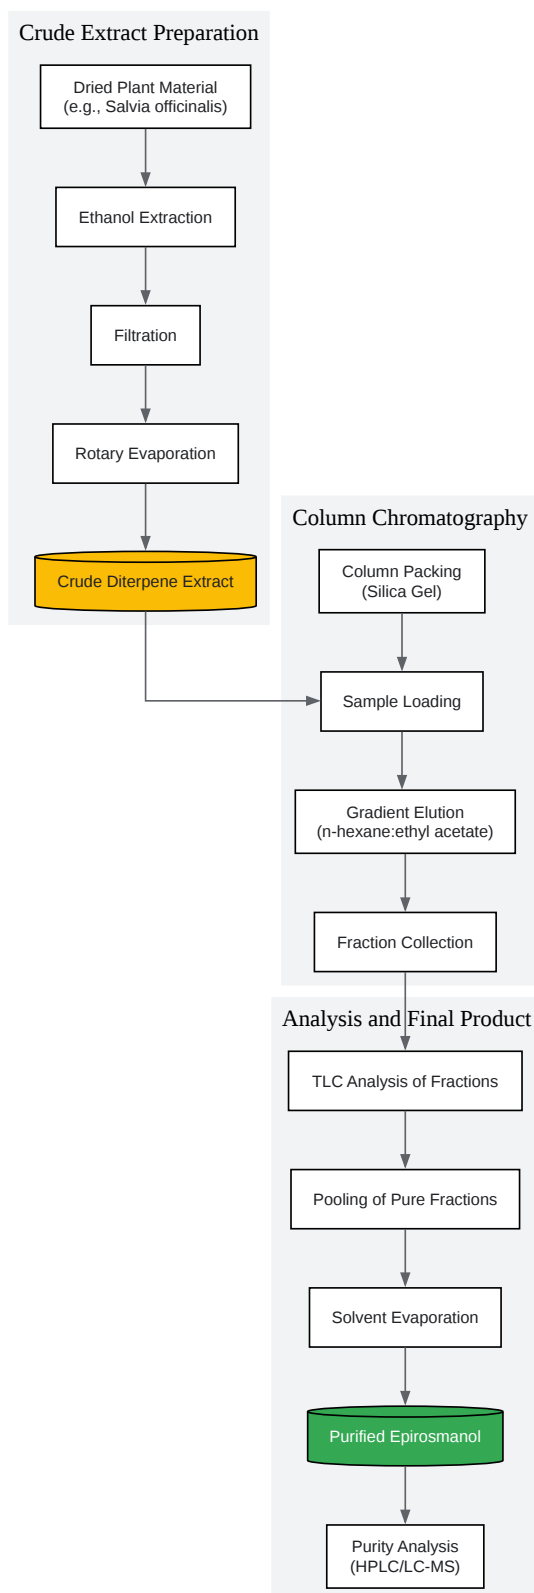 Crude Extract Preparation
Dried Plant Material
(e.g., Salvia officinalis)
Ethanol Extraction
Filtration
Rotary Evaporation
Crude Diterpene Extract
Column Chromatography
Column Packing
(Silica Gel)
Sample Loading
Gradient Elution
(n-hexane:ethyl acetate)
Fraction Collection
Analysis and Final Product
TLC Analysis of Fractions
Pooling of Pure Fractions
Solvent Evaporation
Purified Epirosmanol
Purity Analysis
(HPLC/LC-MS)